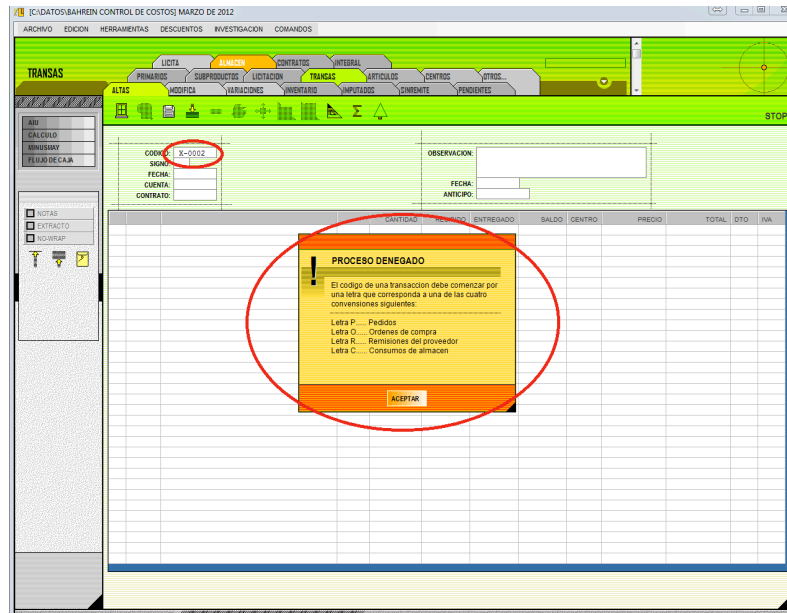 [C:\DATOS\BAHREIN CONTROL DE COSTOS] MARZO DE 2012
ARCHIVO EDICION HERRAMIENTAS DESCUENTOS INVESTIGACION COMANDOS
LICITA ALMACEN CONTRATOS INTEGRAL
TRANSAS PRIMARIOS SUBPRODUCTOS LICITACION TRANSAS ARTICULOS CENTROS OTROS...
ALTAS MODIFICA VARIACIONES INVENTARIO IMPUTADOS SINREMITE PENDIENTES
STOP
AIU
CALCULO
MINUSMAY
FLUJO DE CAJA
CODIGO: X-0002
SIGNO:
FECHA:
CUENTA:
CONTRATO:
OBSERVACION:
FECHA:
ANTICIPO:
NOTAS
EXTRACTO
NO-WRAP
CANTIDAD RECIBIDO ENTREGADO SALDO CENTRO PRECIO TOTAL DTO IVA
! PROCESO DENEGADO
El codigo de una transaccion debe comenzar por
una letra que corresponda a una de las cuatro
convensiones siguientes:
Letra P..... Pedidos
Letra O..... Ordenes de compra
Letra R..... Remisiones del proveedor
Letra C..... Consumos de almacen
ACEPTAR